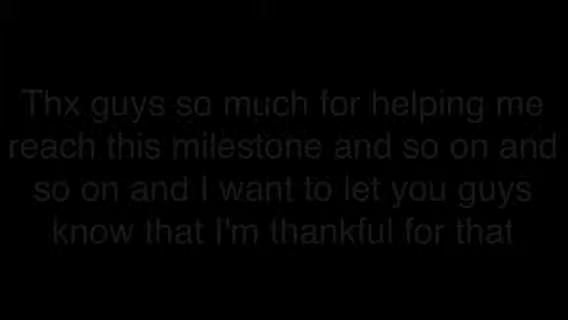 Thx guys so much for helping me
reach this milestone and so on and
so on and I want to let you guys
know that I'm thankful for that